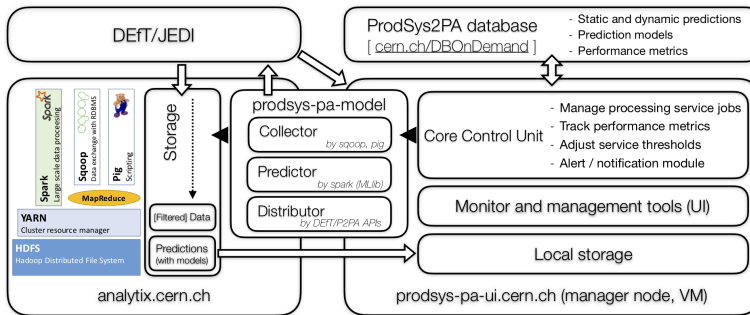 DEfT/JEDI
ProdSys2PA database
[ cern.ch/DBOnDemand ]
- Static and dynamic predictions
- Prediction models
- Performance metrics
Spark
Spark
Large scale data proceesing
Sqoop
Data exchange with RDBMS
Pig
Scripting
MapReduce
YARN
Cluster resource manager
HDFS
Hadoop Distributed File System
Storage
[Filtered] Data
Predictions
(with models)
analytix.cern.ch
prodsys-pa-model
Collector
by sqoop, pig
Predictor
by spark (MLlib)
Distributor
by DEfT/P2PA APIs
Core Control Unit
- Manage processing service jobs
- Track performance metrics
- Adjust service thresholds
- Alert / notification module
Monitor and management tools (UI)
Local storage
prodsys-pa-ui.cern.ch (manager node, VM)